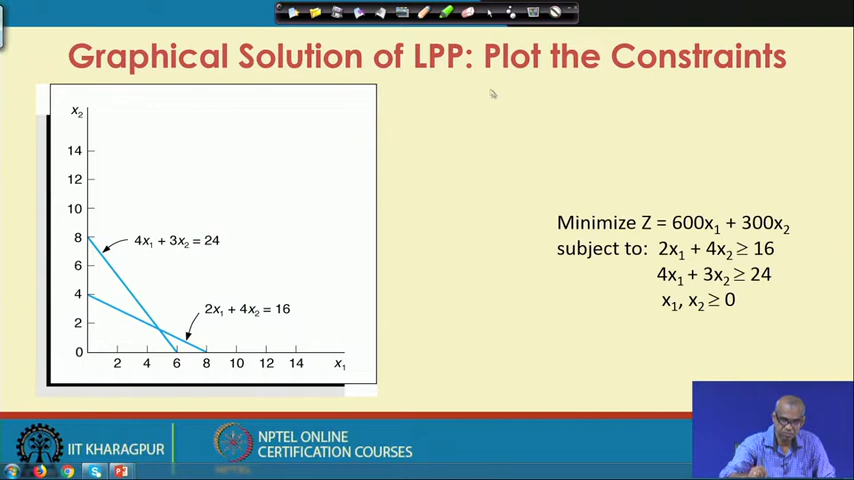 Graphical Solution of LPP: Plot the Constraints
x₂
14
12
10
8
6
4
2
0
4x₁ + 3x₂ = 24
2x₁ + 4x₂ = 16
2 4 6 8 10 12 14 x₁
Minimize Z = 600x₁ + 300x₂
subject to: 2x₁ + 4x₂ ≥ 16
4x₁ + 3x₂ ≥ 24
x₁, x₂ ≥ 0
IIT KHARAGPUR
NPTEL ONLINE
CERTIFICATION COURSES